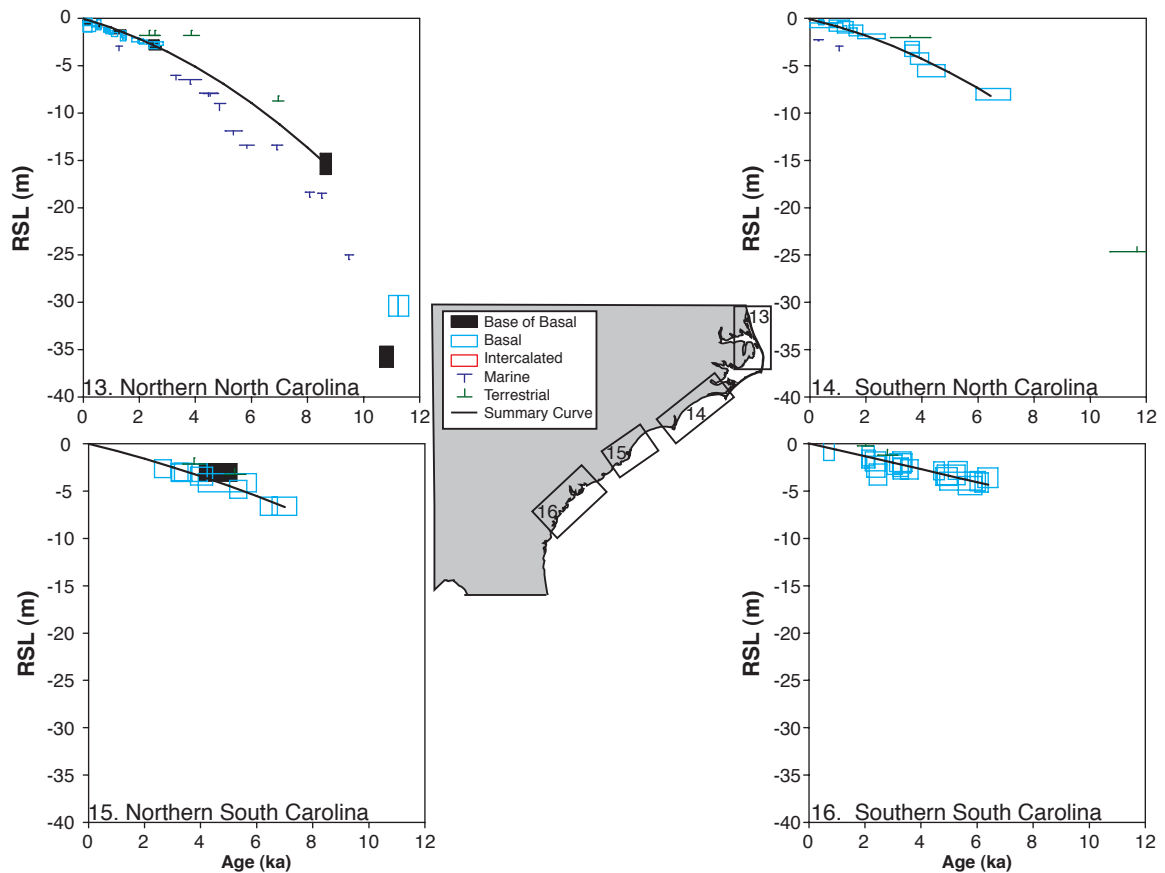 0
-5
-10
-15
-20
-25
-30
-35
-40
RSL (m)
13. Northern North Carolina
0 2 4 6 8 10 12
0
-5
-10
-15
-20
-25
-30
-35
-40
RSL (m)
14. Southern North Carolina
0 2 4 6 8 10 12
Base of Basal
Basal
Intercalated
Marine
Terrestrial
Summary Curve
13
14
15
16
0
-5
-10
-15
-20
-25
-30
-35
-40
RSL (m)
15. Northern South Carolina
0 2 4 6 8 10 12
Age (ka)
0
-5
-10
-15
-20
-25
-30
-35
-40
RSL (m)
16. Southern South Carolina
0 2 4 6 8 10 12
Age (ka)